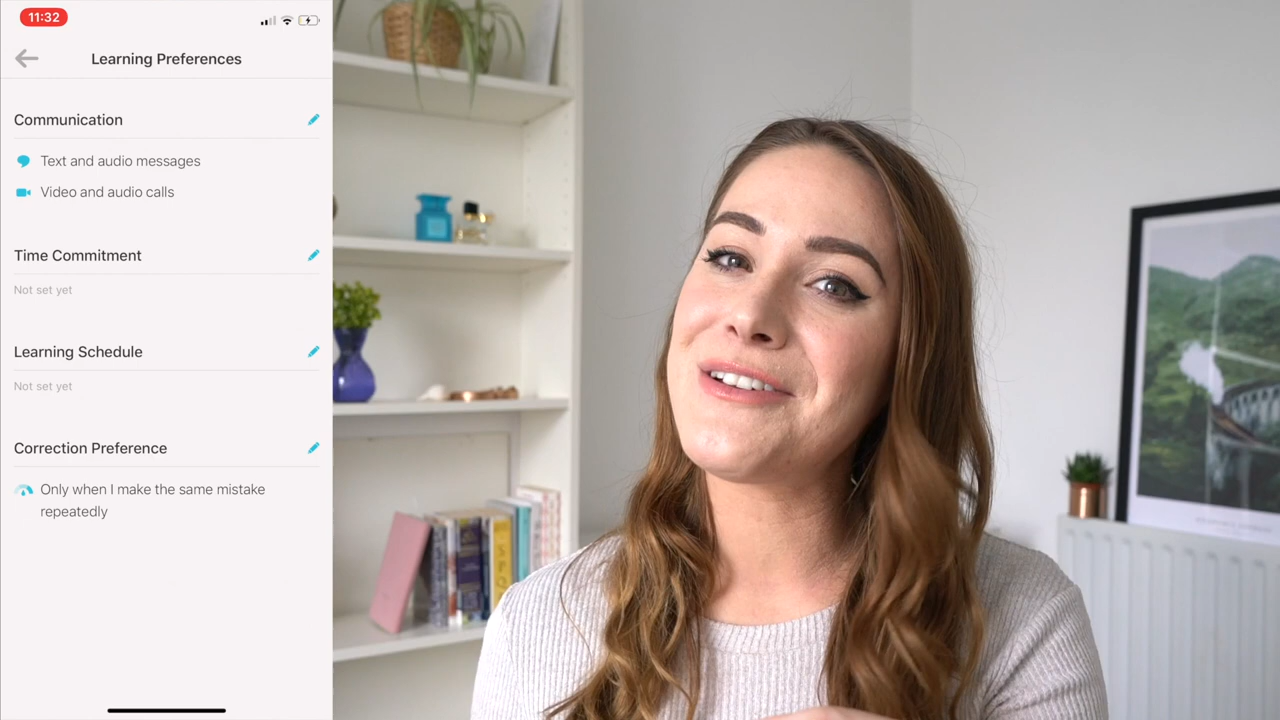 11:32
Learning Preferences
Communication
Text and audio messages
Video and audio calls
Time Commitment
Not set yet
Learning Schedule
Not set yet
Correction Preference
Only when I make the same mistake
repeatedly